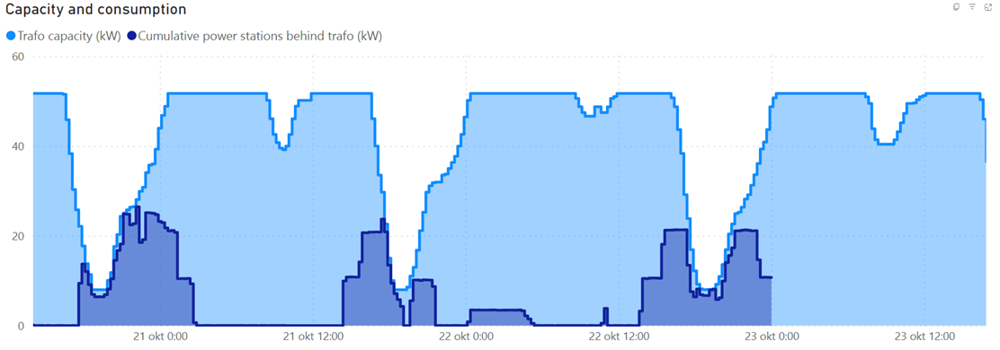 Capacity and consumption
Trafo capacity (kW) Cumulative power stations behind trafo (kW)
60
40
20
0
21 okt 0:00 21 okt 12:00 22 okt 0:00 22 okt 12:00 23 okt 0:00 23 okt 12:00